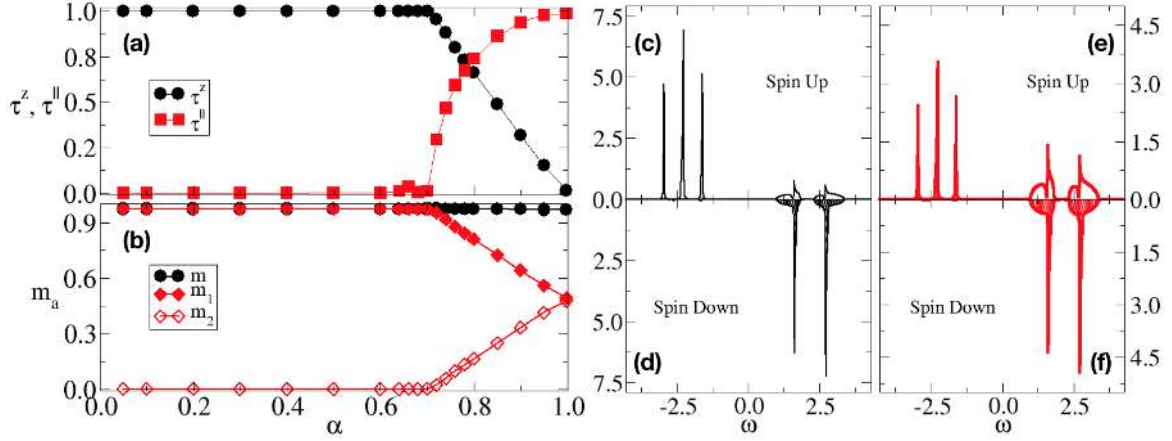 (a)
1.0
0.8
0.5
0.2
0.0
τ^z, τ^||
τ^z
τ^||
(b)
0.9
0.6
0.3
0.0
m_a
m
m_1
m_2
0.0 0.2 0.4 0.6 0.8 1.0
α
(c)
Spin Up
7.5
5.0
2.5
0.0
2.5
5.0
7.5
Spin Down
(d)
-2.5 0.0 2.5
ω
(e)
Spin Up
4.5
3.0
1.5
0.0
1.5
3.0
4.5
Spin Down
(f)
-2.5 0.0 2.5
ω